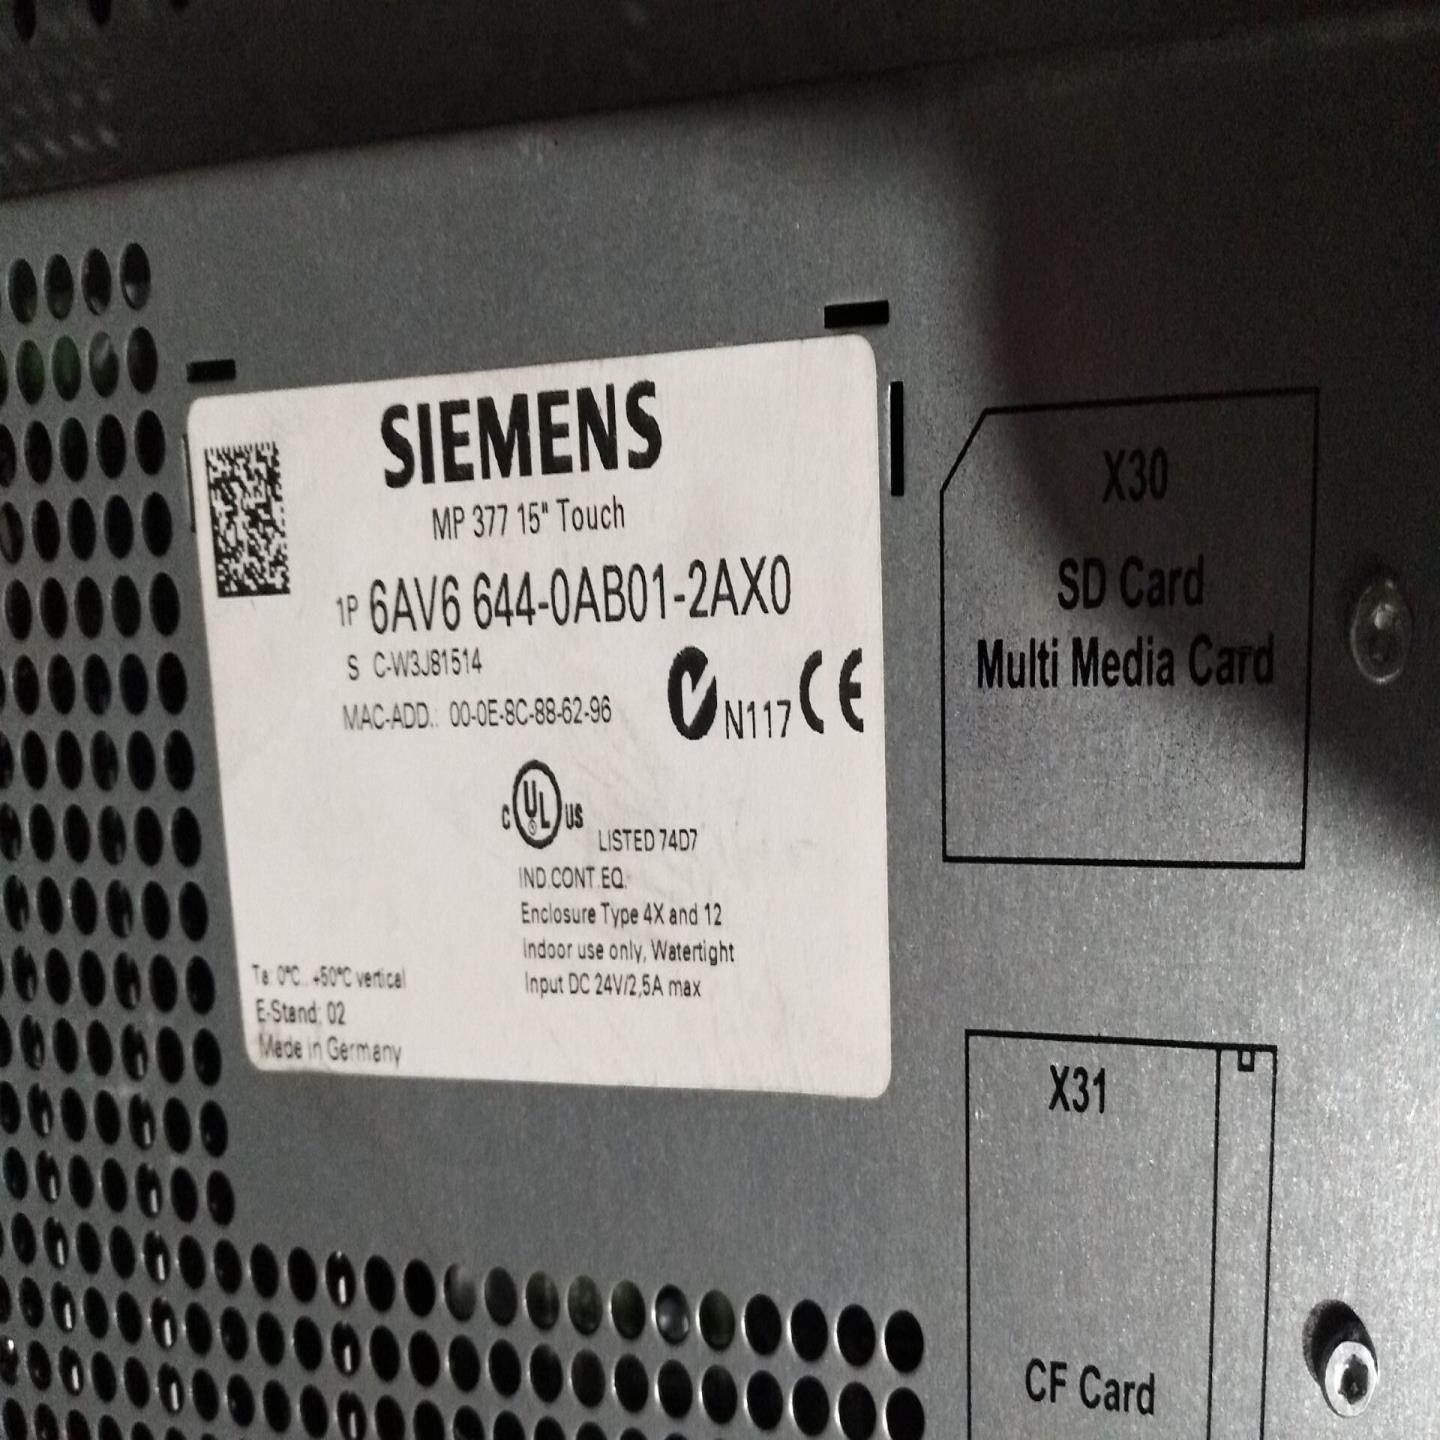 SIEMENS
MP 377 15" Touch
1P 6AV6 644-0AB01-2AX0
S C-W3J81514
MAC-ADD.: 00-0E-8C-88-62-96
N117 CE
C UL US
LISTED 74D7
IND.CONT.EQ.
Enclosure Type 4X and 12
Indoor use only, Watertight
Input DC 24V/2,5A max
Ta: 0°C...+50°C vertical
E-Stand: 02
Made in Germany
X30
SD Card
Multi Media Card
X31
CF Card